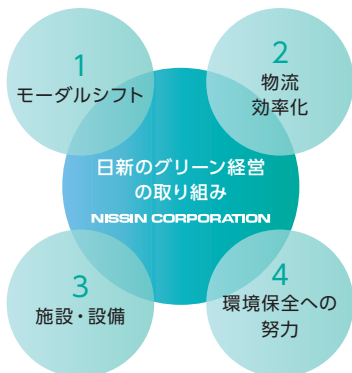 1
モーダルシフト
2
物流
効率化
日新のグリーン経営
の取り組み
NISSIN CORPORATION
3
施設・設備
4
環境保全への
努力